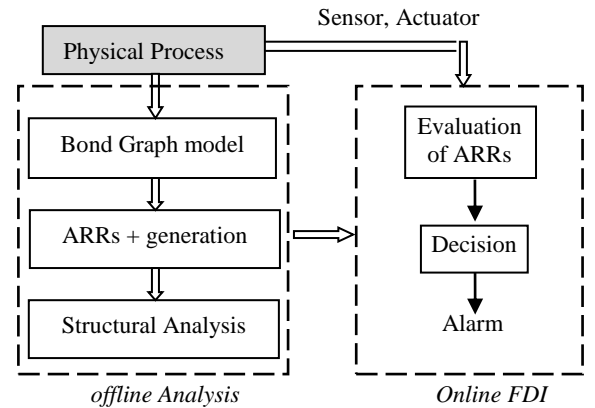 Sensor, Actuator
Physical Process
Bond Graph model
ARRs + generation
Structural Analysis
offline Analysis
Evaluation
of ARRs
Decision
Alarm
Online FDI